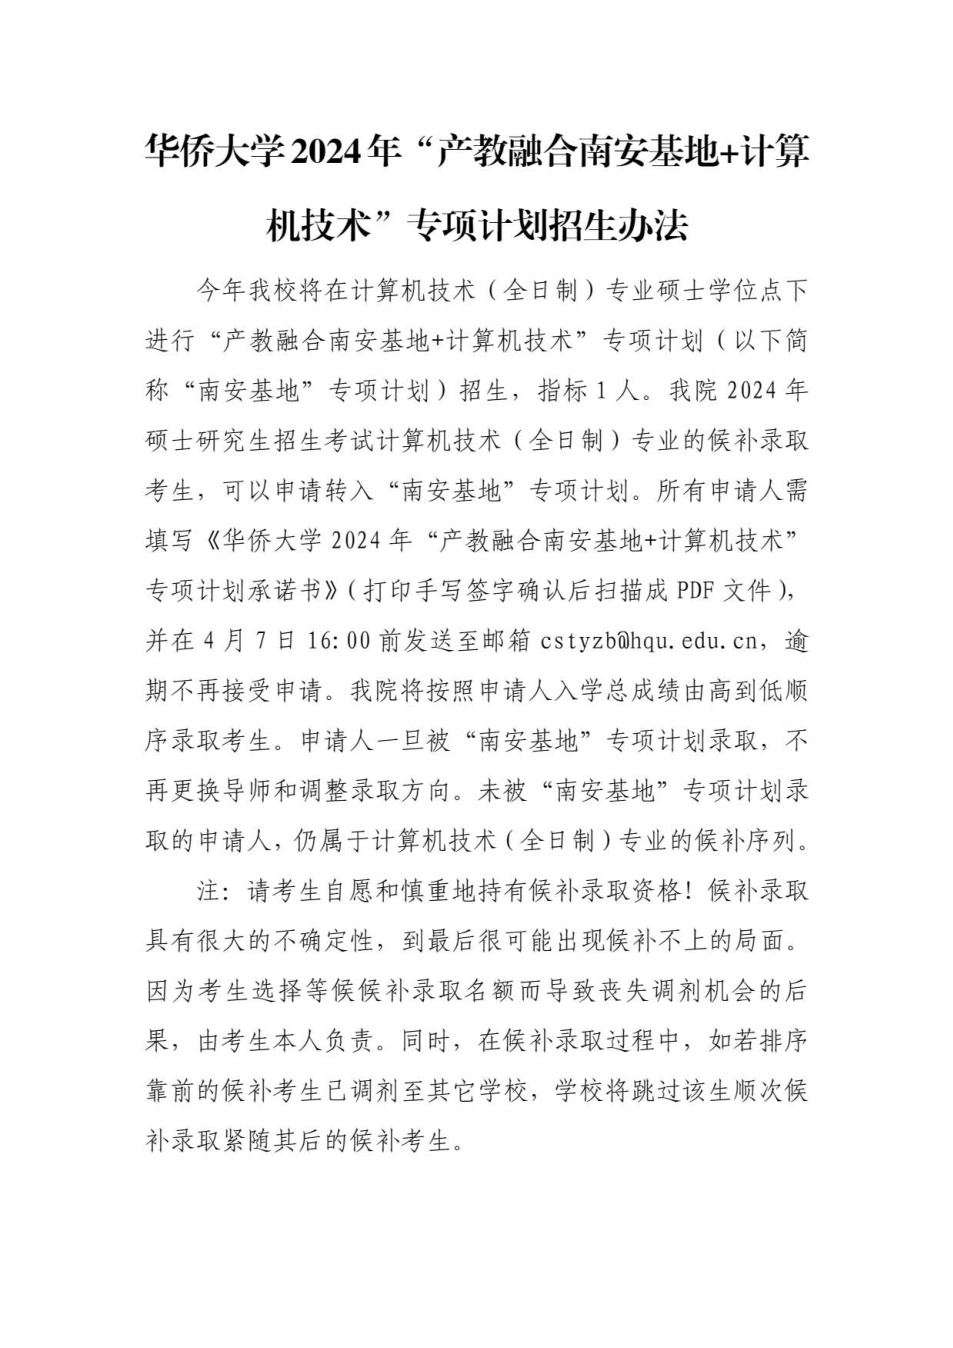 华侨大学2024年“产教融合南安基地+计算
机技术”专项计划招生办法
今年我校将在计算机技术（全日制）专业硕士学位点下
进行“产教融合南安基地+计算机技术”专项计划（以下简
称“南安基地”专项计划）招生，指标1人。我院2024年
硕士研究生招生考试计算机技术（全日制）专业的候补录取
考生，可以申请转入“南安基地”专项计划。所有申请人需
填写《华侨大学2024年“产教融合南安基地+计算机技术”
专项计划承诺书》（打印手写签字确认后扫描成PDF文件），
并在4月7日16:00前发送至邮箱cstyzb@hqu.edu.cn，逾
期不再接受申请。我院将按照申请人入学总成绩由高到低顺
序录取考生。申请人一旦被“南安基地”专项计划录取，不
再更换导师和调整录取方向。未被“南安基地”专项计划录
取的申请人，仍属于计算机技术（全日制）专业的候补序列。
注：请考生自愿和慎重地持有候补录取资格！候补录取
具有很大的不确定性，到最后很可能出现候补不上的局面。
因为考生选择等候候补录取名额而导致丧失调剂机会的后
果，由考生本人负责。同时，在候补录取过程中，如若排序
靠前的候补考生已调剂至其它学校，学校将跳过该生顺次候
补录取紧随其后的候补考生。